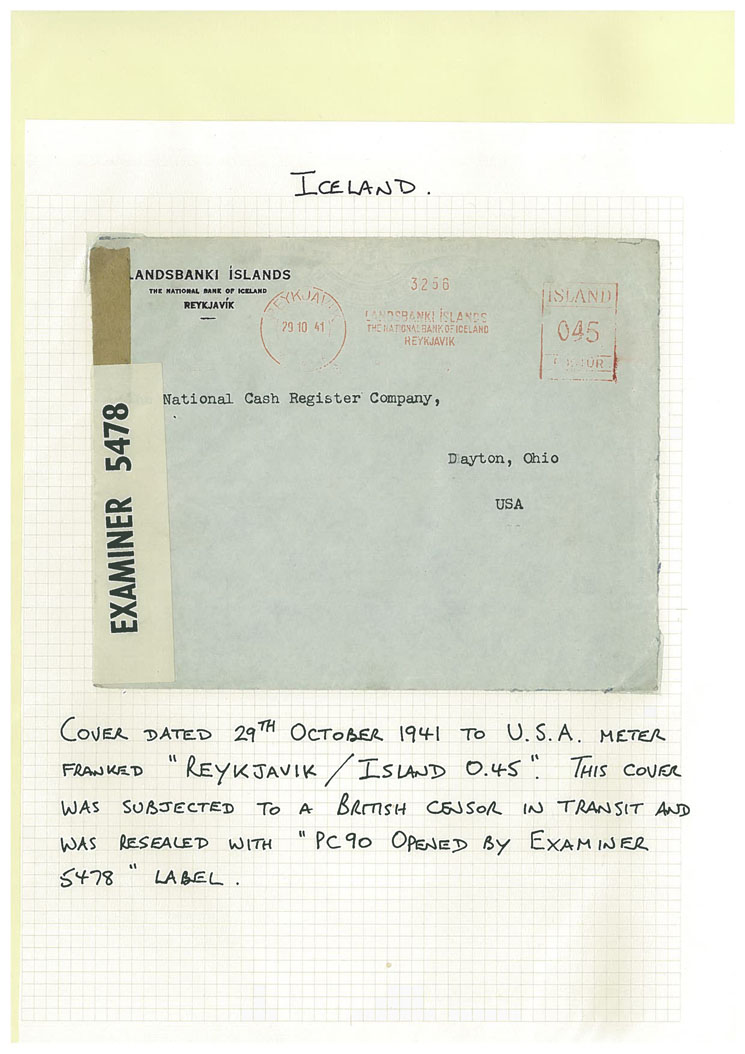 ICELAND.
LANDSBANKI ÍSLANDS
THE NATIONAL BANK OF ICELAND
REYKJAVÍK
REYKJAVÍK
29 10 41
3256
LANDSBANKI ÍSLANDS
THE NATIONAL BANK OF ICELAND
REYKJAVIK
ISLAND
045
National Cash Register Company,
Dayton, Ohio
USA
EXAMINER 5478
COVER DATED 29TH OCTOBER 1941 TO U.S.A. METER
FRANKED "REYKJAVIK / ISLAND 0.45". THIS COVER
WAS SUBJECTED TO A BRITISH CENSOR IN TRANSIT AND
WAS RESEALED WITH "PC90 OPENED BY EXAMINER
5478" LABEL.